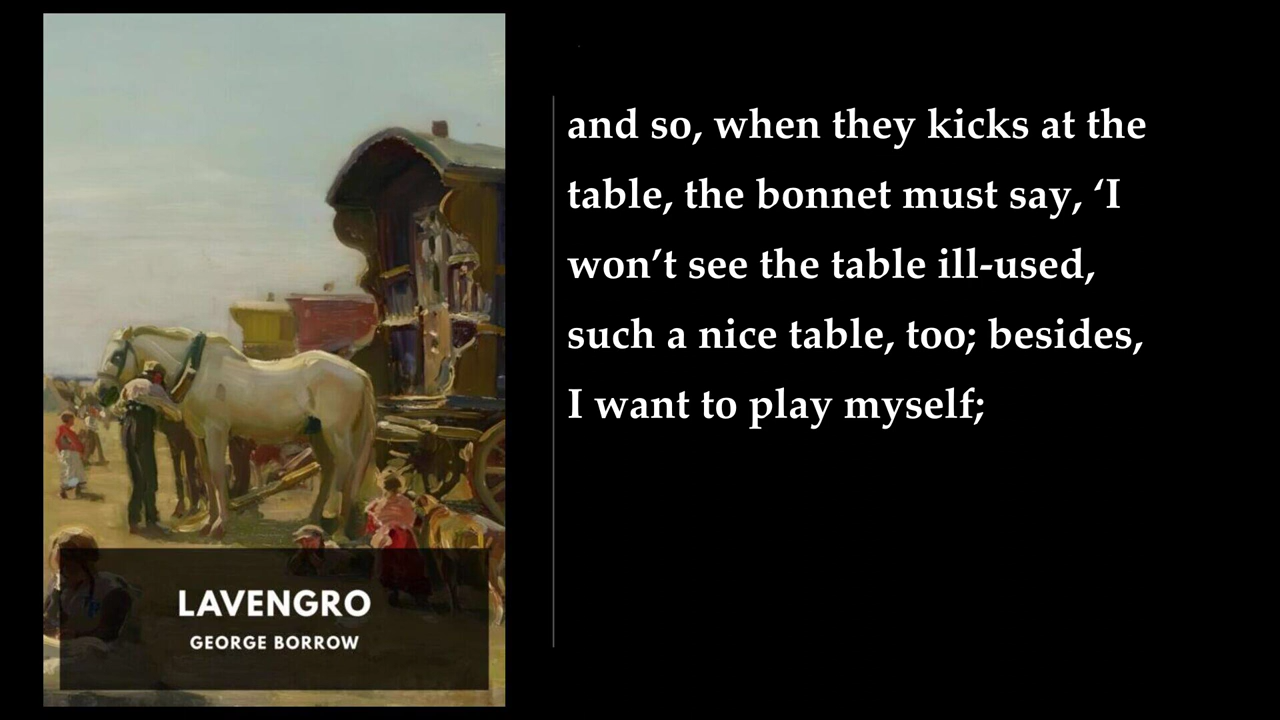 LAVENGRO
GEORGE BORROW
and so, when they kicks at the
table, the bonnet must say, ‘I
won’t see the table ill-used,
such a nice table, too; besides,
I want to play myself;